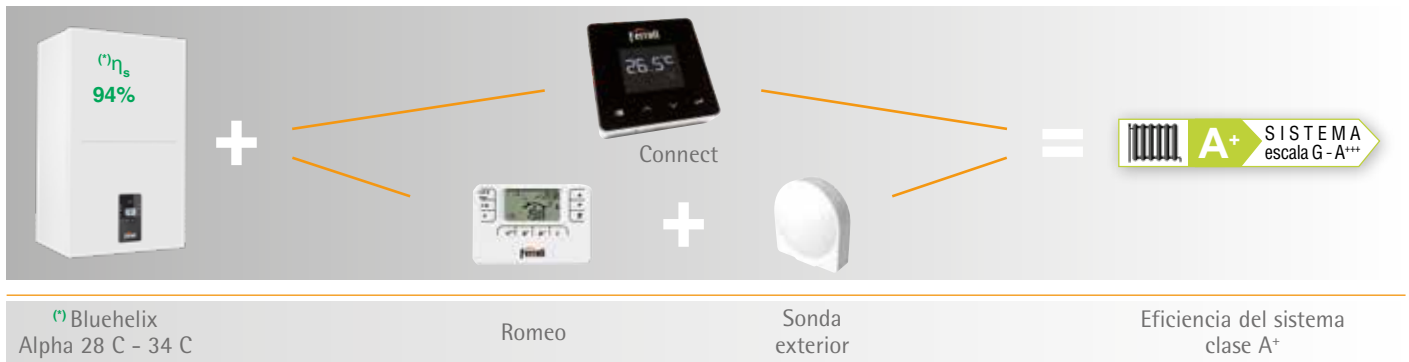 (*)ηs
94%
Ferroli
26.5°C
Connect
Ferroli
A+
SISTEMA
escala G - A+++
(*) Bluehelix
Alpha 28 C - 34 C
Romeo
Sonda
exterior
Eficiencia del sistema
clase A+